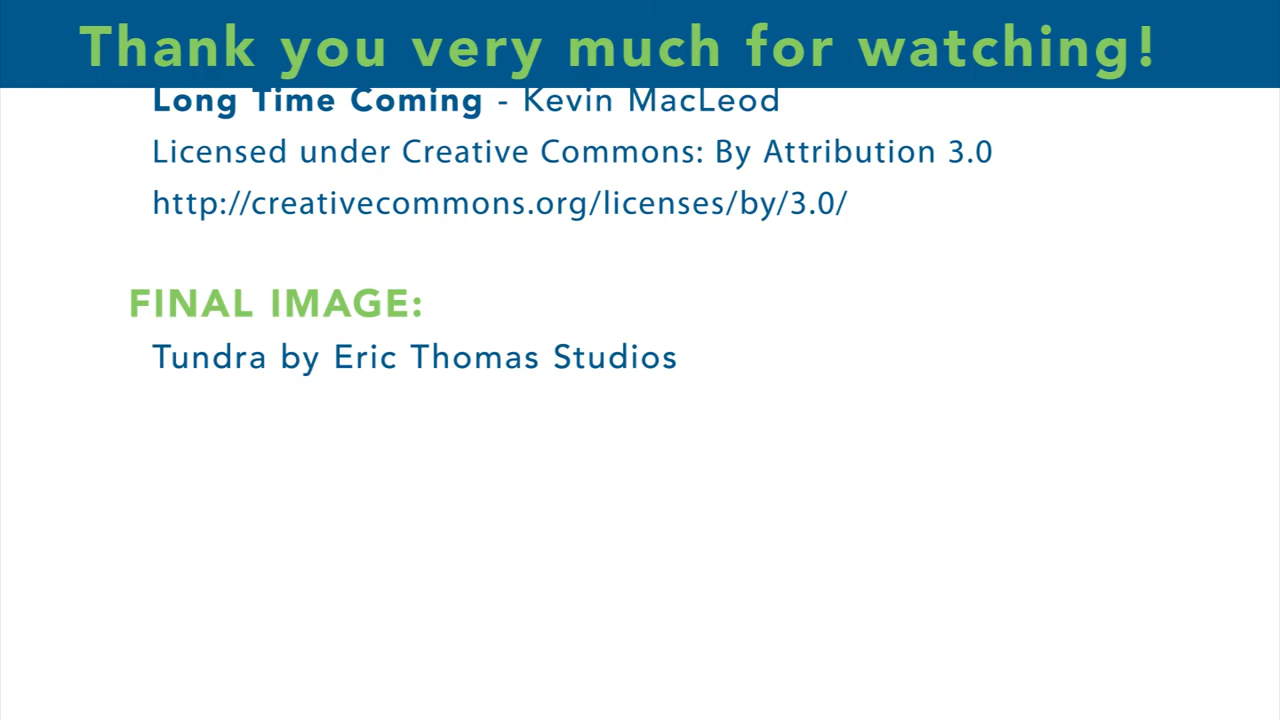 Thank you very much for watching!
Long Time Coming - Kevin MacLeod
Licensed under Creative Commons: By Attribution 3.0
http://creativecommons.org/licenses/by/3.0/
FINAL IMAGE:
Tundra by Eric Thomas Studios